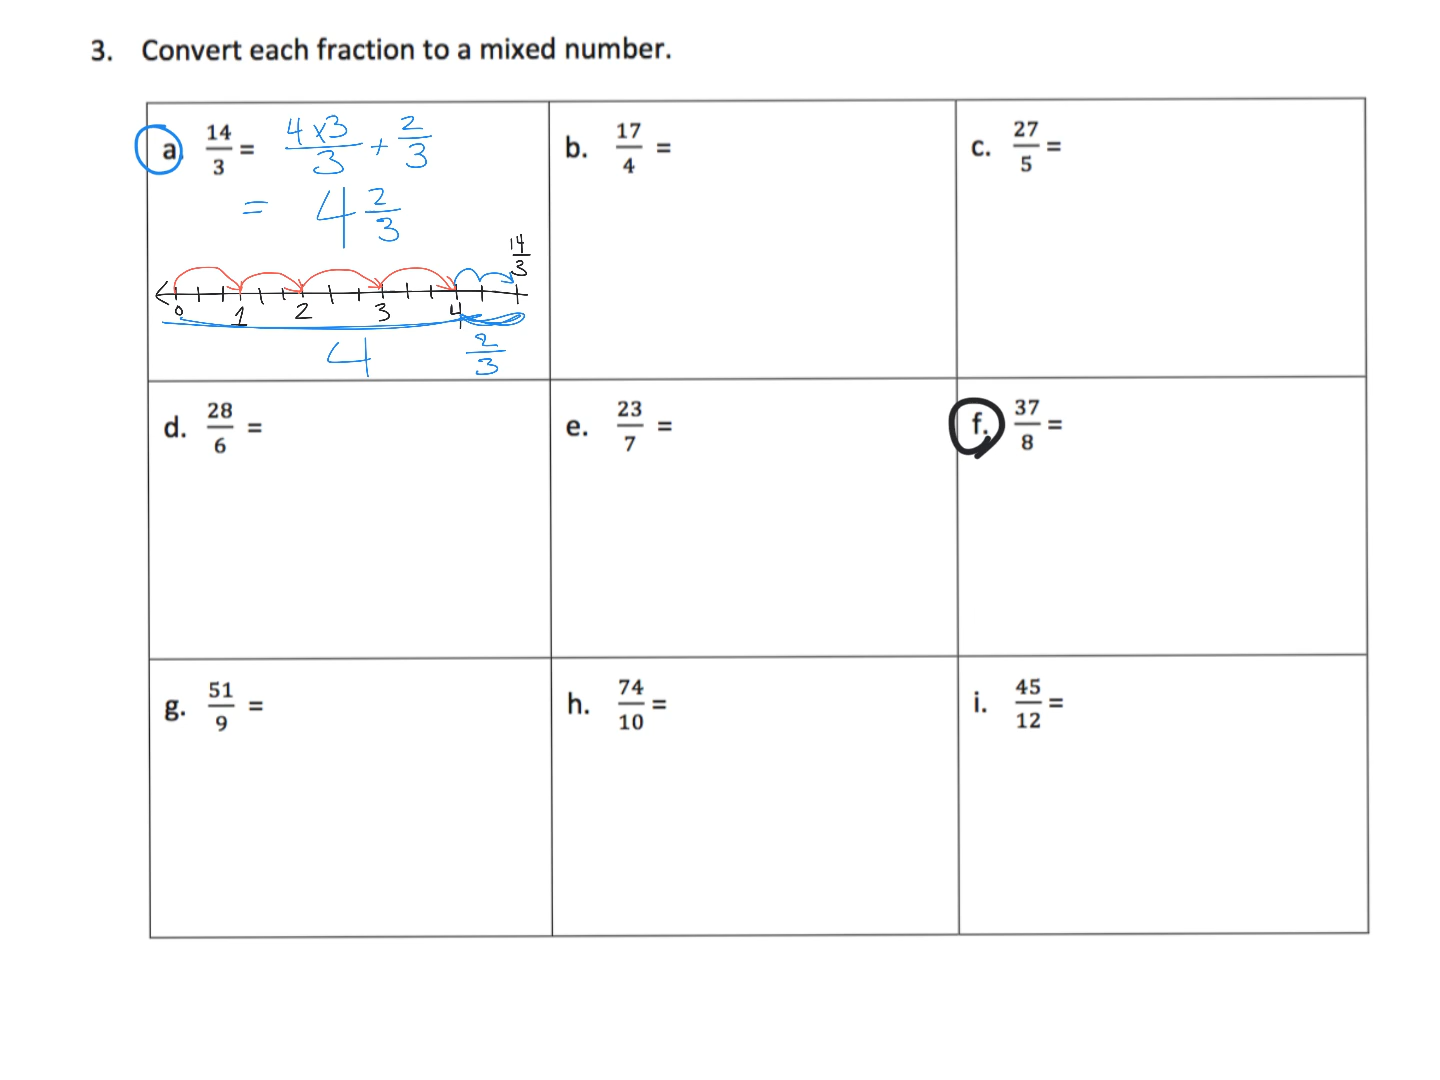 3. Convert each fraction to a mixed number.
a 14/3 = 4x3/3 + 2/3
= 4 2/3
14/3
0 1 2 3 4
4 2/3
b. 17/4 =
c. 27/5 =
d. 28/6 =
e. 23/7 =
f. 37/8 =
g. 51/9 =
h. 74/10 =
i. 45/12 =